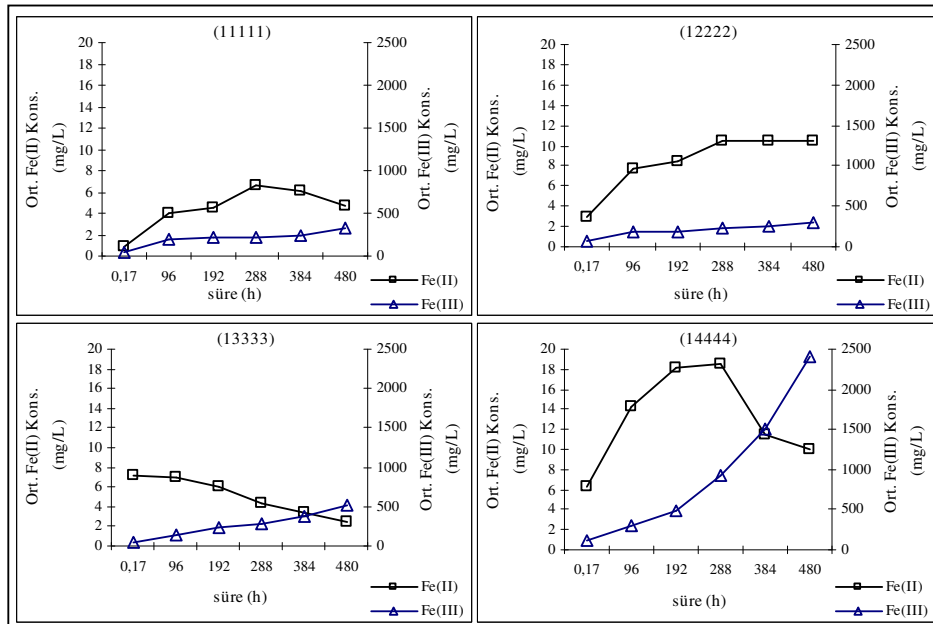 (11111)
Ort. Fe(II) Kons.
(mg/L)
20
18
16
14
12
10
8
6
4
2
0
2500
2000
1500
1000
500
0
Ort. Fe(III) Kons.
(mg/L)
0,17 96 192 288 384 480
süre (h)
Fe(II)
Fe(III)
(12222)
Ort. Fe(II) Kons.
(mg/L)
20
18
16
14
12
10
8
6
4
2
0
2500
2000
1500
1000
500
0
Ort. Fe(III) Kons.
(mg/L)
0,17 96 192 288 384 480
süre (h)
Fe(II)
Fe(III)
(13333)
Ort. Fe(II) Kons.
(mg/L)
20
18
16
14
12
10
8
6
4
2
0
2500
2000
1500
1000
500
0
Ort. Fe(III) Kons.
(mg/L)
0,17 96 192 288 384 480
süre (h)
Fe(II)
Fe(III)
(14444)
Ort. Fe(II) Kons.
(mg/L)
20
18
16
14
12
10
8
6
4
2
0
2500
2000
1500
1000
500
0
Ort. Fe(III) Kons.
(mg/L)
0,17 96 192 288 384 480
süre (h)
Fe(II)
Fe(III)